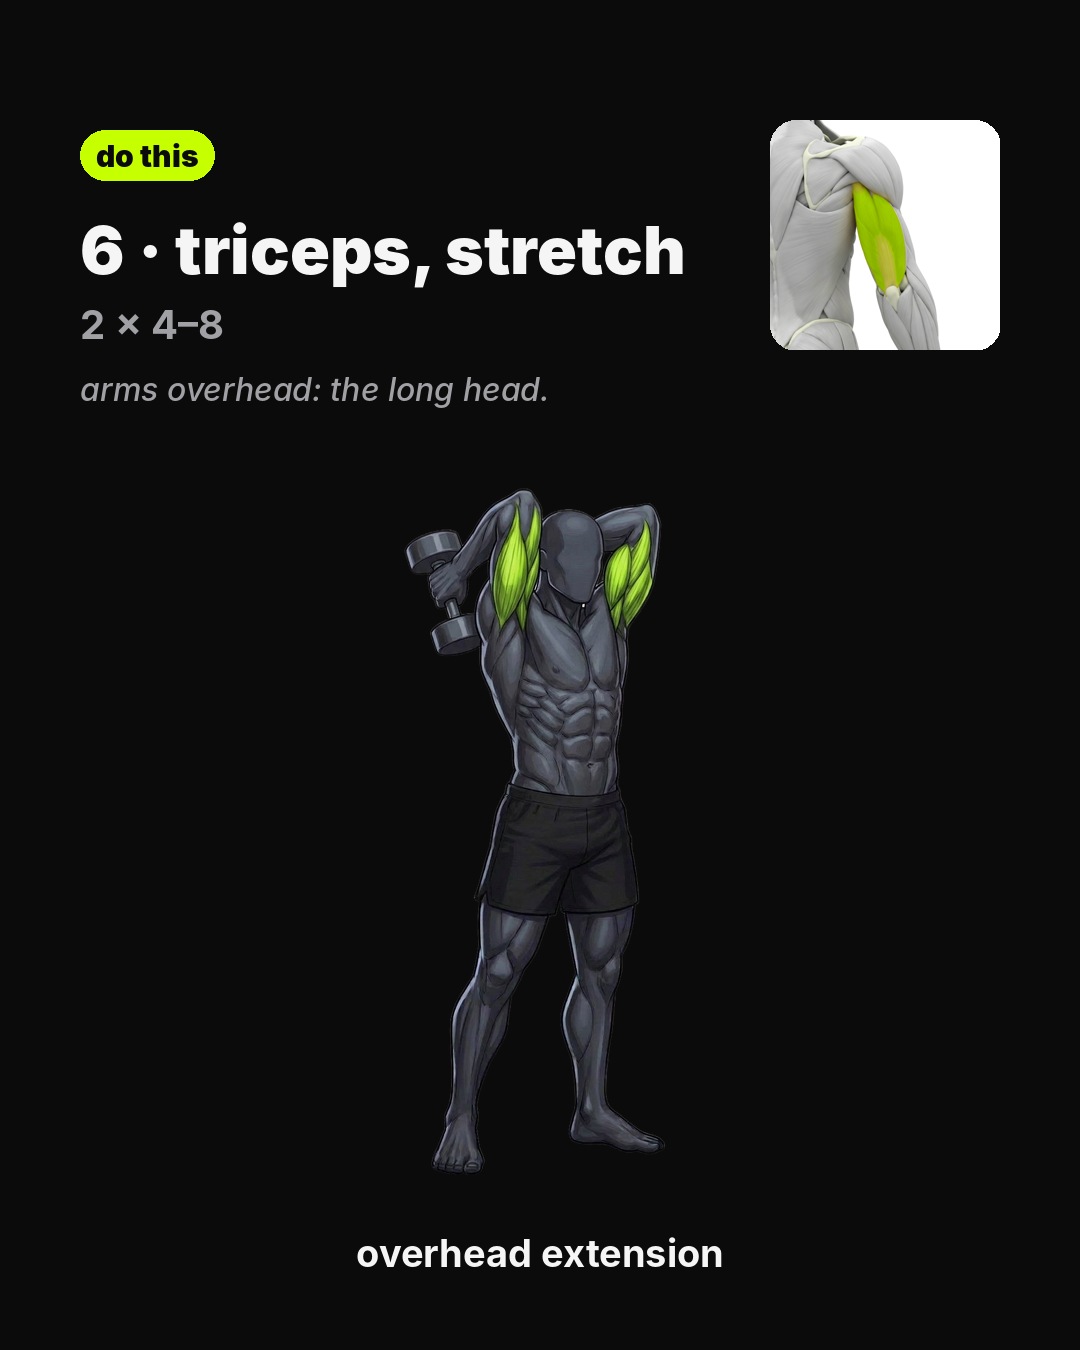 do this
6 · triceps, stretch
2 × 4–8
arms overhead: the long head.
overhead extension